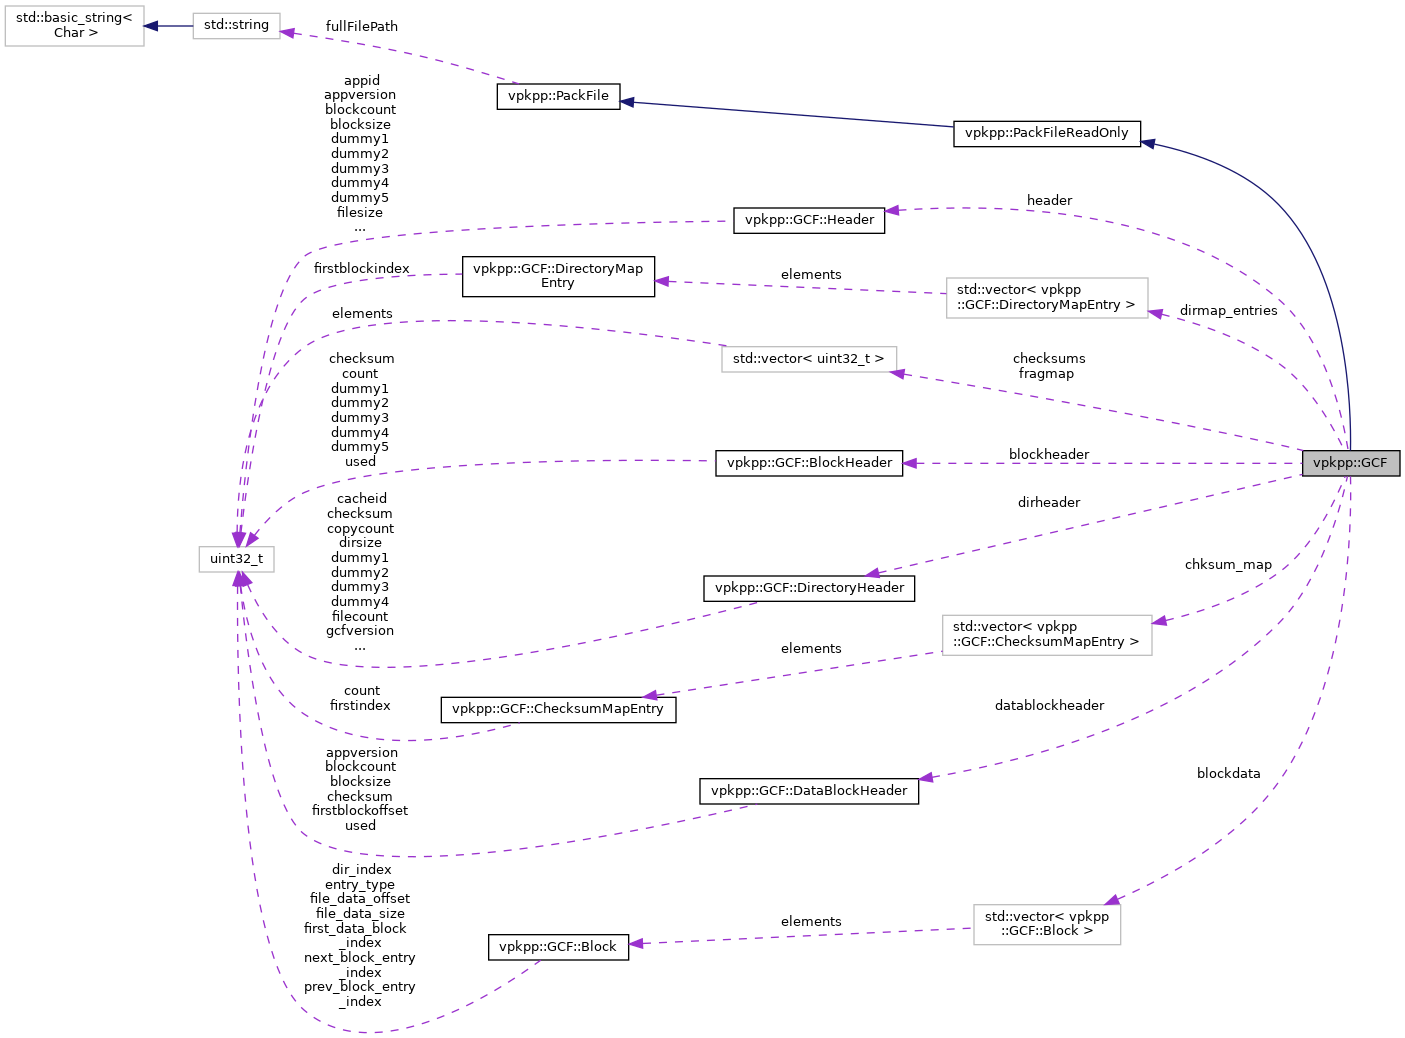 std::basic_string<
Char >
std::string
fullFilePath
vpkpp::PackFile
vpkpp::PackFileReadOnly
appid
appversion
blockcount
blocksize
dummy1
dummy2
dummy3
dummy4
dummy5
filesize
...
vpkpp::GCF::Header
header
firstblockindex
vpkpp::GCF::DirectoryMap
Entry
elements
std::vector< vpkpp
::GCF::DirectoryMapEntry >
dirmap_entries
elements
std::vector< uint32_t >
checksums
fragmap
checksum
count
dummy1
dummy2
dummy3
dummy4
dummy5
used
vpkpp::GCF::BlockHeader
blockheader
vpkpp::GCF
cacheid
checksum
copycount
dirsize
dummy1
dummy2
dummy3
dummy4
filecount
gcfversion
...
uint32_t
vpkpp::GCF::DirectoryHeader
dirheader
chksum_map
std::vector< vpkpp
::GCF::ChecksumMapEntry >
elements
count
firstindex
vpkpp::GCF::ChecksumMapEntry
datablockheader
appversion
blockcount
blocksize
checksum
firstblockoffset
used
vpkpp::GCF::DataBlockHeader
blockdata
dir_index
entry_type
file_data_offset
file_data_size
first_data_block
_index
next_block_entry
_index
prev_block_entry
_index
vpkpp::GCF::Block
elements
std::vector< vpkpp
::GCF::Block >